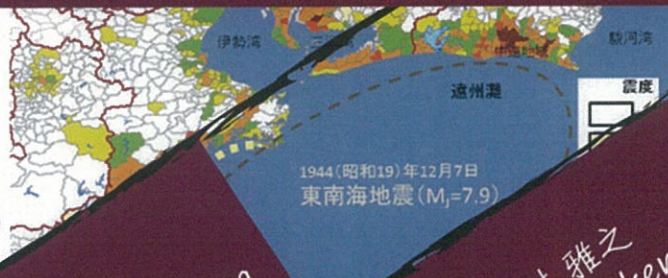 伊勢湾
駿河湾
遠州灘
震度
1944(昭和19)年12月7日
東南海地震(MJ=7.9)
雅之